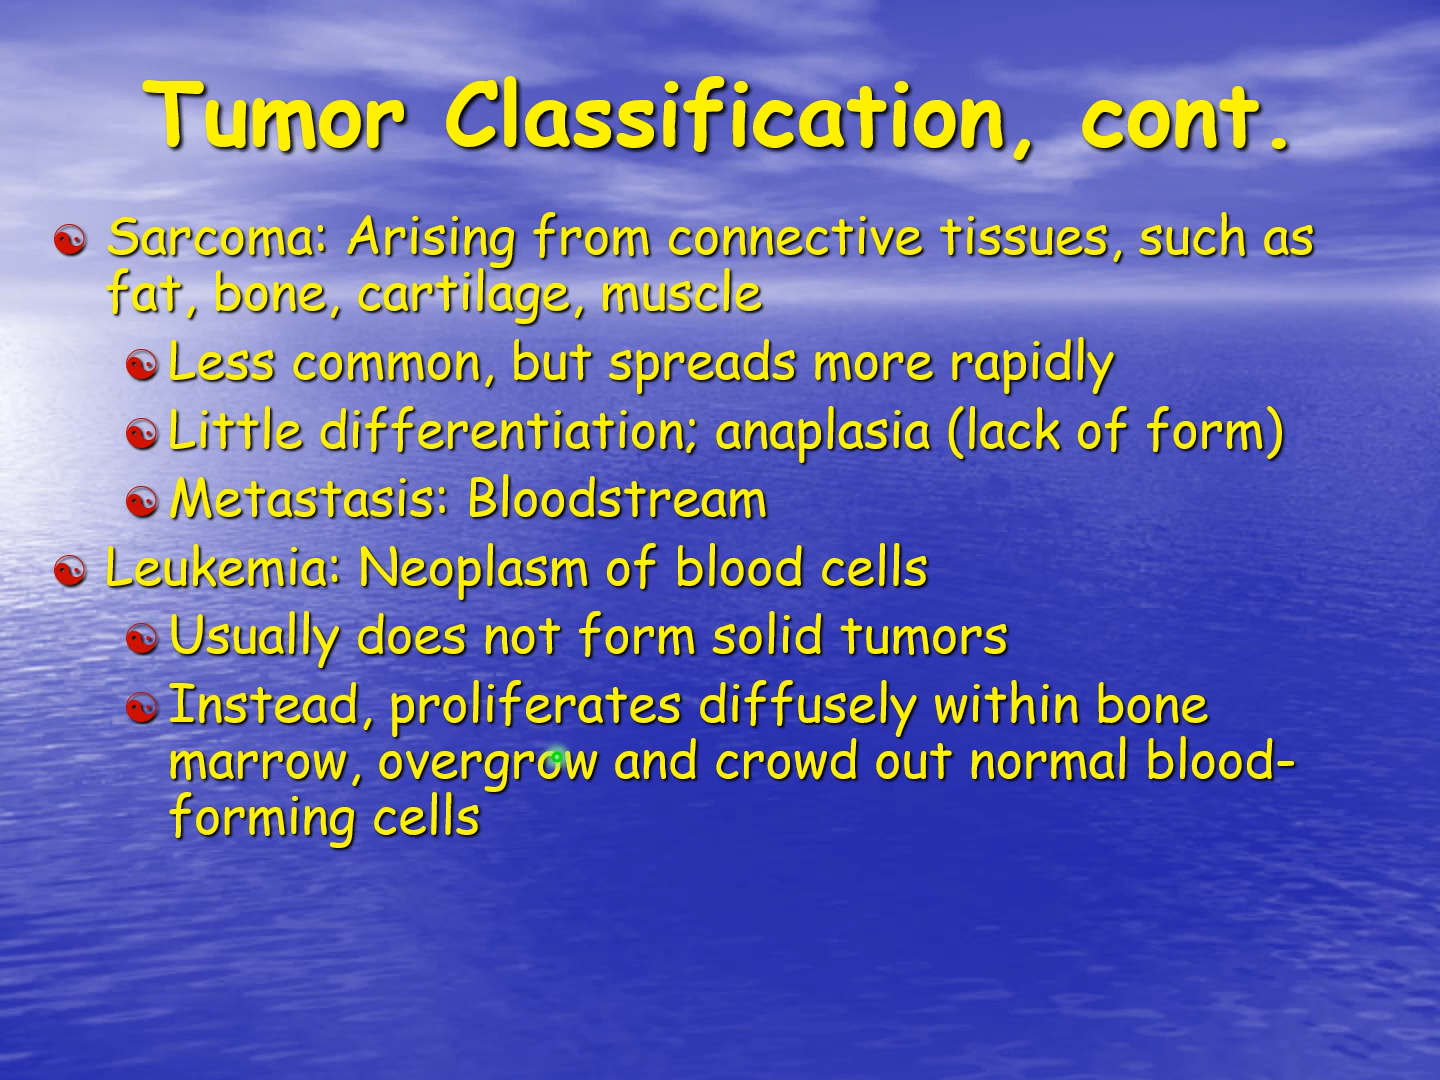 Tumor Classification, cont.
Sarcoma: Arising from connective tissues, such as
fat, bone, cartilage, muscle
Less common, but spreads more rapidly
Little differentiation; anaplasia (lack of form)
Metastasis: Bloodstream
Leukemia: Neoplasm of blood cells
Usually does not form solid tumors
Instead, proliferates diffusely within bone
marrow, overgrow and crowd out normal blood-
forming cells